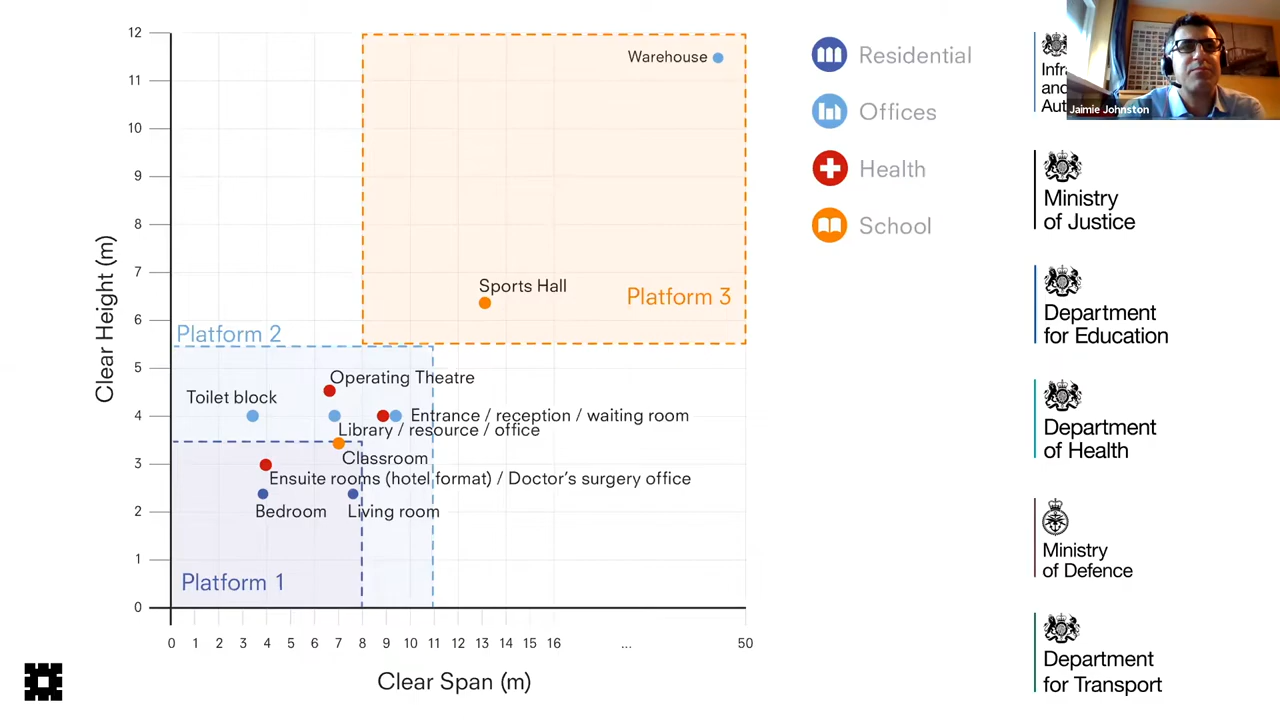 12
11
10
9
8
7
6
5
4
3
2
1
0
Clear Height (m)
0 1 2 3 4 5 6 7 8 9 10 11 12 13 14 15 16 ... 50
Clear Span (m)
Warehouse
Sports Hall
Platform 3
Platform 2
Operating Theatre
Toilet block
Entrance / reception / waiting room
Library / resource / office
Classroom
Ensuite rooms (hotel format) / Doctor's surgery office
Bedroom
Living room
Platform 1
Residential
Offices
Health
School
and
Jaimie Johnston
Ministry
of Justice
Department
for Education
Department
of Health
Ministry
of Defence
Department
for Transport